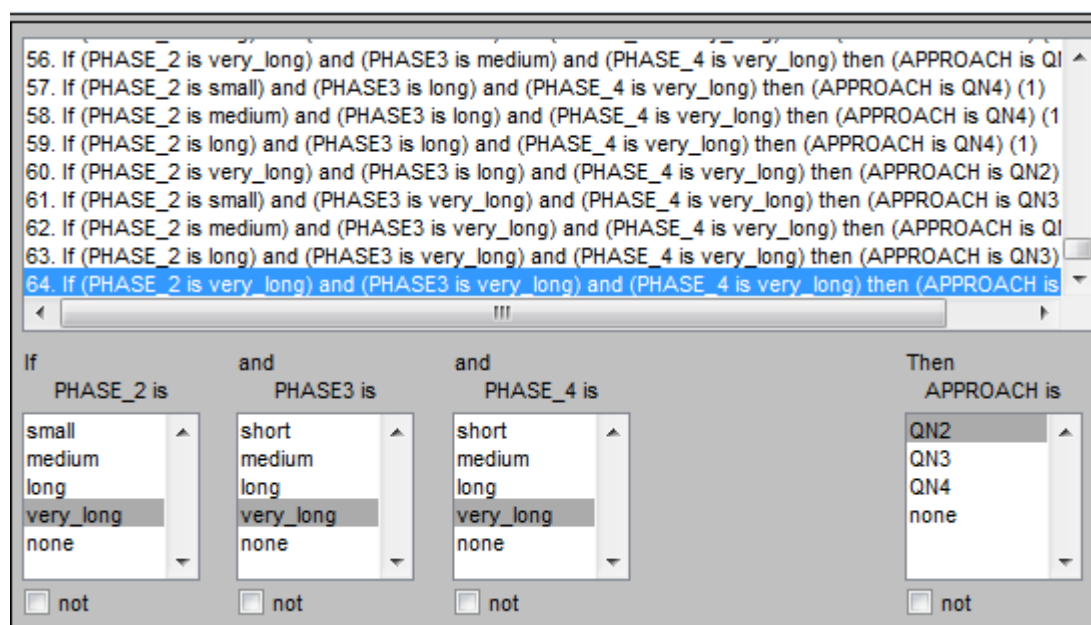 56. If (PHASE_2 is very_long) and (PHASE3 is medium) and (PHASE_4 is very_long) then (APPROACH is
57. If (PHASE_2 is small) and (PHASE3 is long) and (PHASE_4 is very_long) then (APPROACH is QN4) (1)
58. If (PHASE_2 is medium) and (PHASE3 is long) and (PHASE_4 is very_long) then (APPROACH is QN4) (1
59. If (PHASE_2 is long) and (PHASE3 is long) and (PHASE_4 is very_long) then (APPROACH is QN4) (1)
60. If (PHASE_2 is very_long) and (PHASE3 is long) and (PHASE_4 is very_long) then (APPROACH is QN2)
61. If (PHASE_2 is small) and (PHASE3 is very_long) and (PHASE_4 is very_long) then (APPROACH is QN3
62. If (PHASE_2 is medium) and (PHASE3 is very_long) and (PHASE_4 is very_long) then (APPROACH is
63. If (PHASE_2 is long) and (PHASE3 is very_long) and (PHASE_4 is very_long) then (APPROACH is QN3)
64. If (PHASE_2 is very_long) and (PHASE3 is very_long) and (PHASE_4 is very_long) then (APPROACH is
If and and Then
PHASE_2 is PHASE3 is PHASE_4 is APPROACH is
small short short QN2
medium medium medium QN3
long long long QN4
very_long very_long very_long none
none none none
not not not not